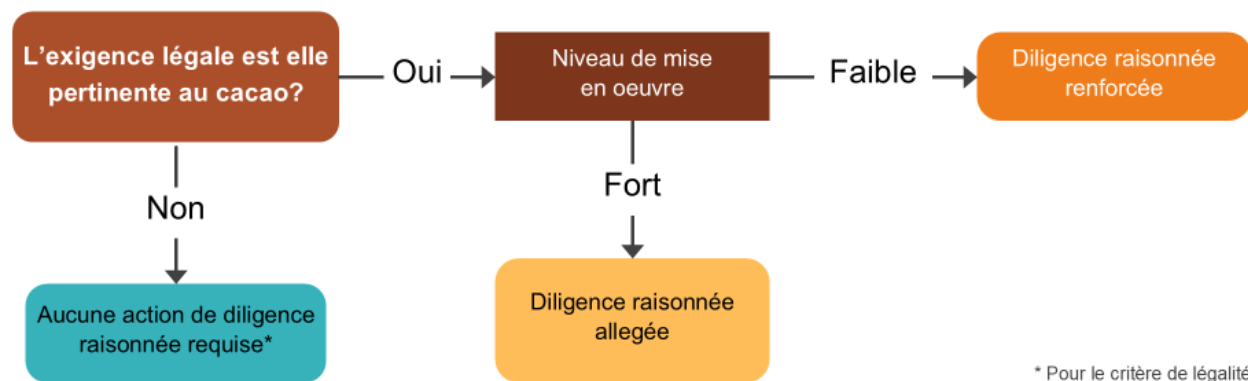 L’exigence légale est elle
pertinente au cacao?
Oui
Niveau de mise
en oeuvre
Faible
Diligence raisonnée
renforcée
Non
Fort
Aucune action de diligence
raisonnée requise*
Diligence raisonnée
allegée
* Pour le critère de légalité